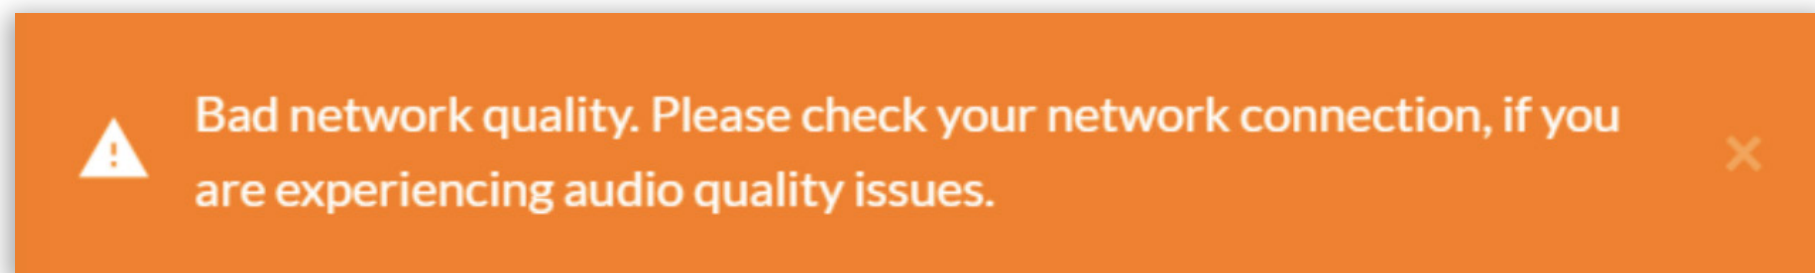 Bad network quality. Please check your network connection, if you
are experiencing audio quality issues.